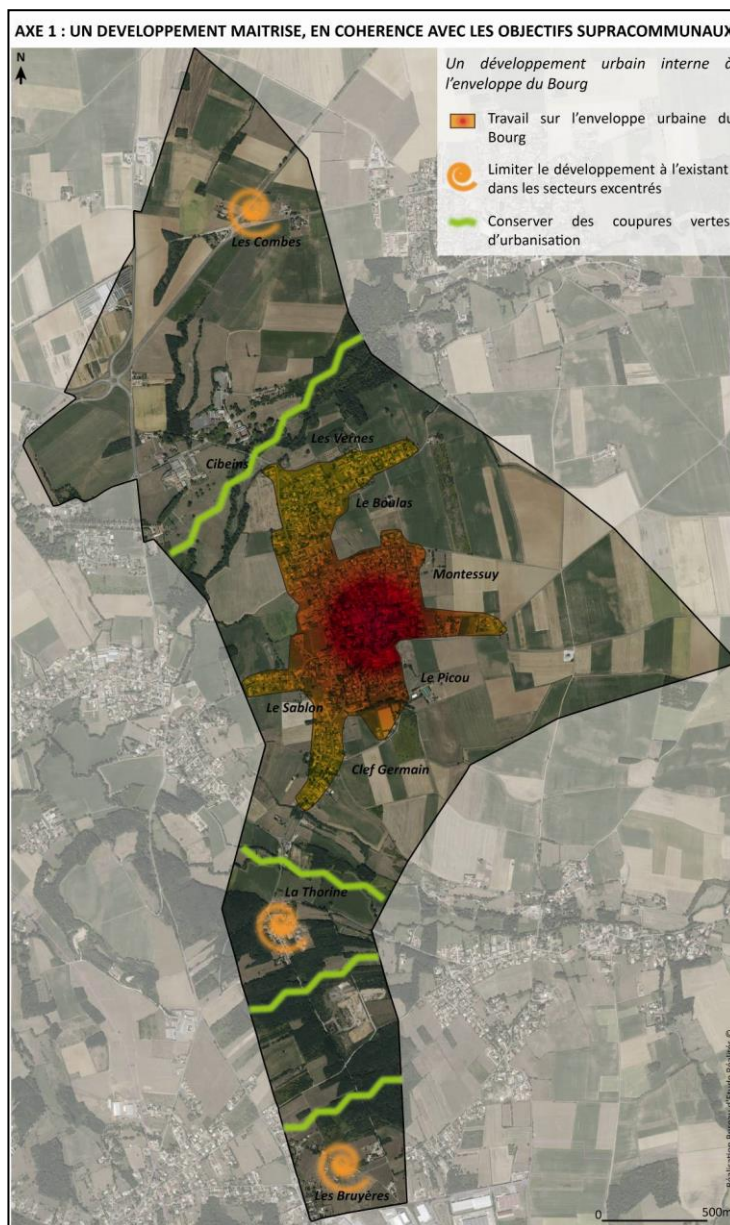 AXE 1 : UN DEVELOPPEMENT MAITRISE, EN COHERENCE AVEC LES OBJECTIFS SUPRACOMMUNAUX
N
Un développement urbain interne à
l'enveloppe du Bourg
Travail sur l'enveloppe urbaine du
Bourg
Limiter le développement à l'existant
dans les secteurs excentrés
Conserver des coupures vertes
d'urbanisation
Les Combes
Les Vernes
Cibeins
Le Boulas
Montessuy
Le Picou
Le Sablon
Clef Germain
La Thorine
Les Bruyères
0 500m